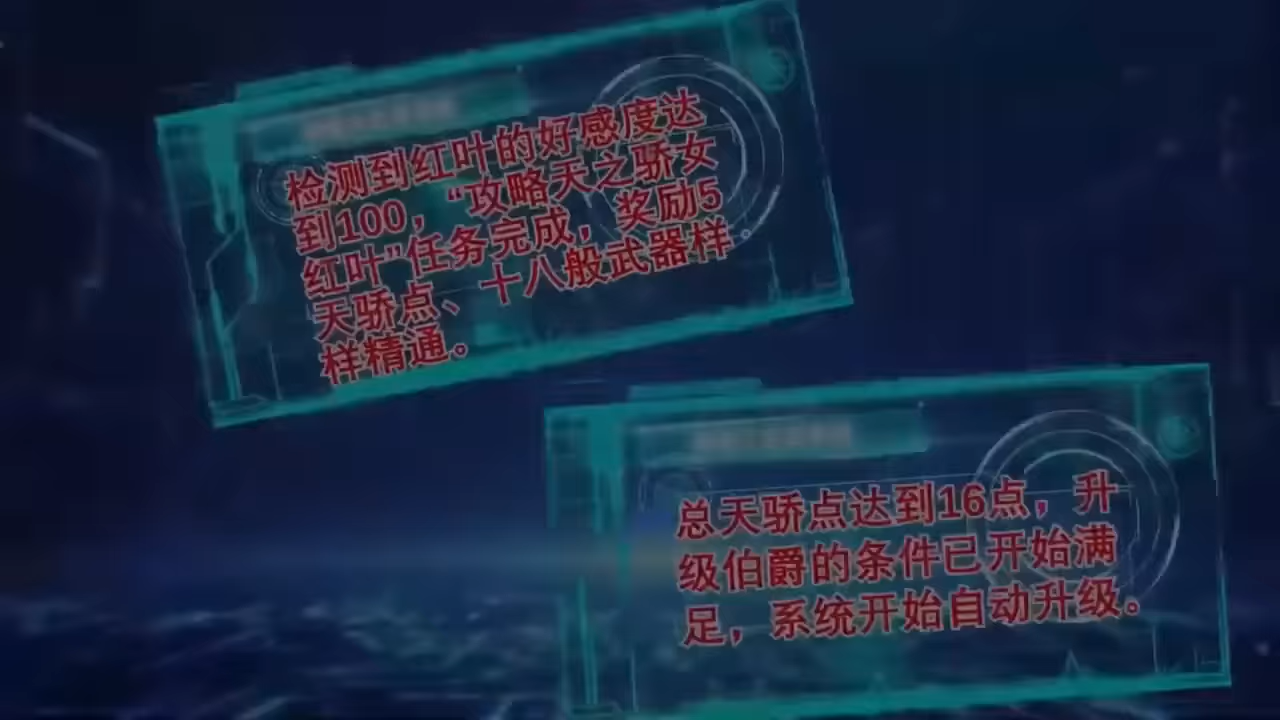 检测到红叶的好感度达
到100，“攻略天之骄女
红叶”任务完成，奖励5
天骄点、十八般武器样
样精通。
总天骄点达到16点，升
级伯爵的条件已开始满
足，系统开始自动升级。